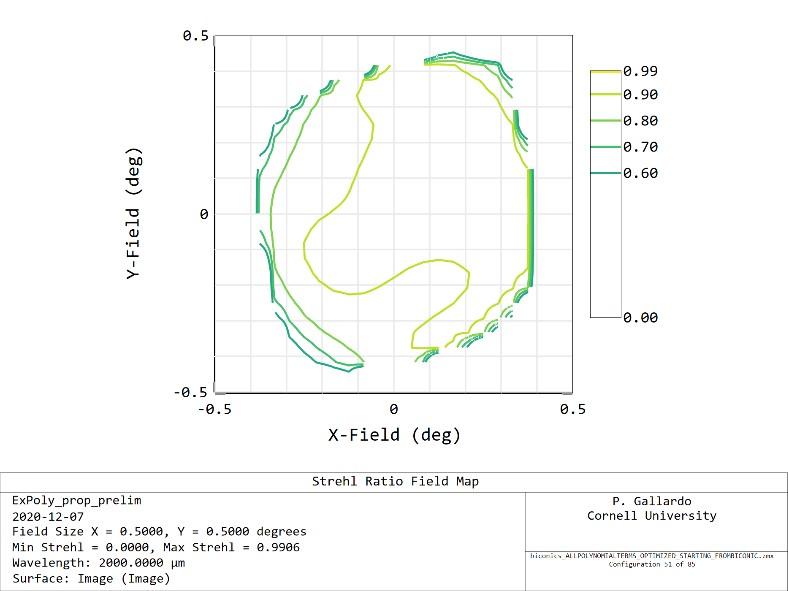 0.5
0
-0.5
Y-Field (deg)
-0.5
0
0.5
X-Field (deg)
0.99
0.90
0.80
0.70
0.60
0.00
Strehl Ratio Field Map
ExPoly_prop_prelim
2020-12-07
Field Size X = 0.5000, Y = 0.5000 degrees
Min Strehl = 0.0000, Max Strehl = 0.9906
Wavelength: 2000.0000 µm
Surface: Image (Image)
P. Gallardo
Cornell University
biconics_ALLPOLYNOMIALTERMS_OPTIMIZED_STARTING_FROMBICONIC.zmx
Configuration 51 of 85